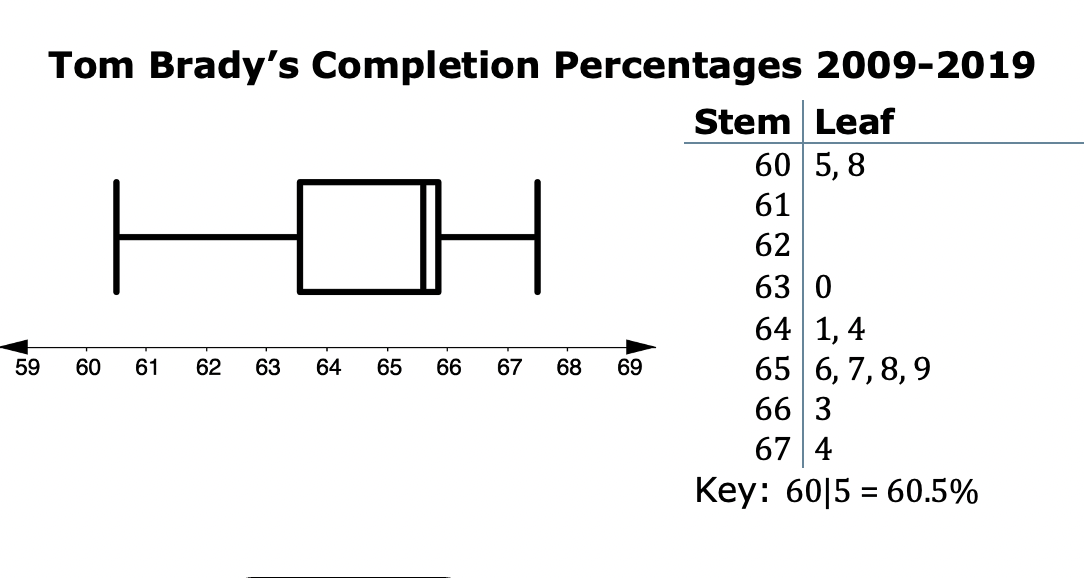 Tom Brady’s Completion Percentages 2009-2019
Stem Leaf
60 5, 8
61
62
63 0
64 1, 4
65 6, 7, 8, 9
66 3
67 4
Key: 60|5 = 60.5%
59 60 61 62 63 64 65 66 67 68 69